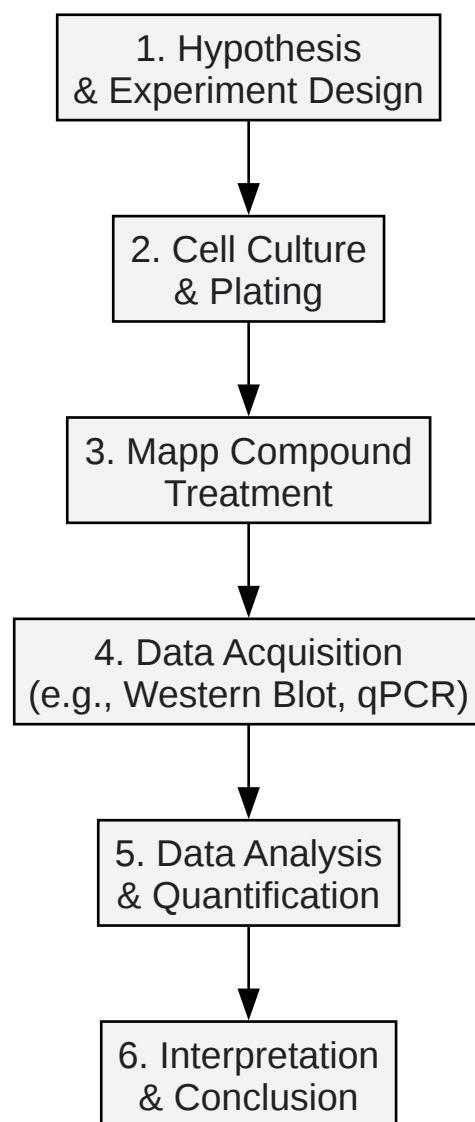 1. Hypothesis
& Experiment Design
2. Cell Culture
& Plating
3. Mapp Compound
Treatment
4. Data Acquisition
(e.g., Western Blot, qPCR)
5. Data Analysis
& Quantification
6. Interpretation
& Conclusion